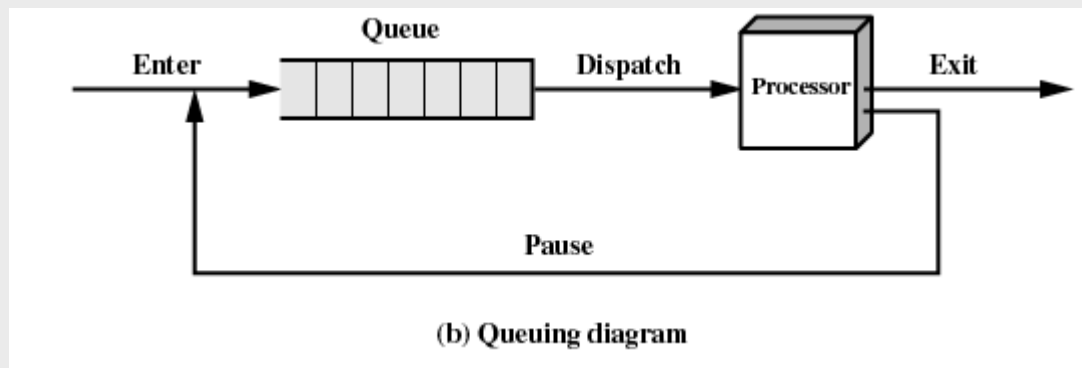 Queue
Enter
Dispatch
Processor
Exit
Pause
(b) Queuing diagram